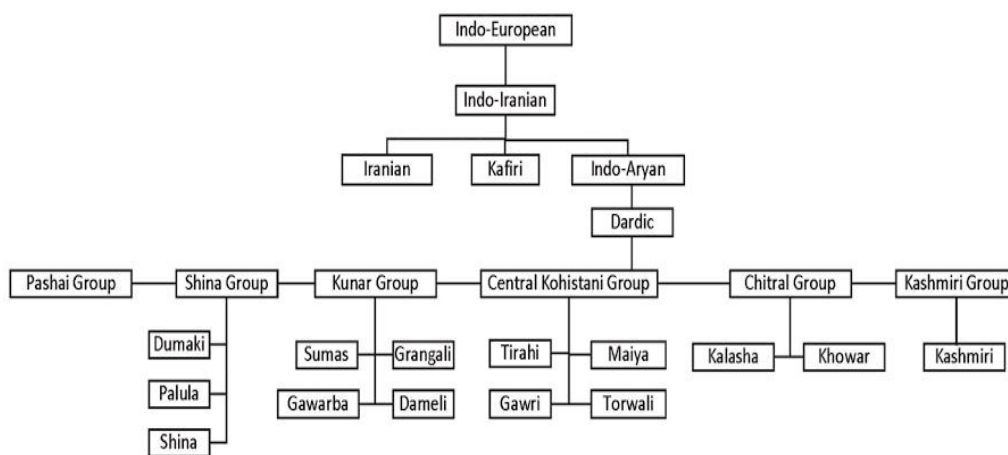 Indo-European
Indo-Iranian
Iranian Kafiri Indo-Aryan
Dardic
Pashai Group Shina Group Kunar Group Central Kohistani Group Chitral Group Kashmiri Group
Dumaki Sumas Grangali Tirahi Maiya Kalasha Khowar Kashmiri
Palula Gawarba Dameli Gawri Torwali
Shina